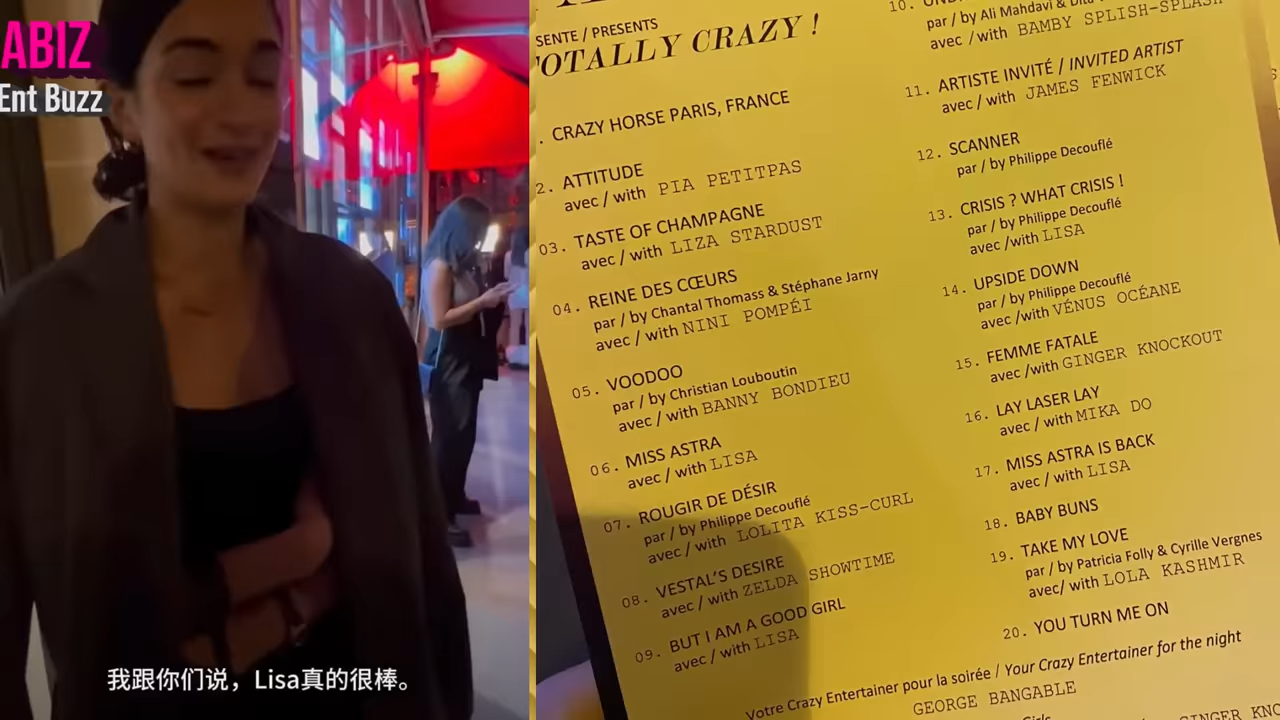 ABIZ
Ent Buzz
我跟你们说，Lisa真的很棒。
SENTE / PRESENTS
TOTALLY CRAZY !
. CRAZY HORSE PARIS, FRANCE
2. ATTITUDE
avec / with PIA PETITPAS
03. TASTE OF CHAMPAGNE
avec / with LIZA STARDUST
04. REINE DES CŒURS
par / by Chantal Thomass & Stéphane Jarny
avec / with NINI POMPÉI
05. VOODOO
par / by Christian Louboutin
avec / with BANNY BONDIEU
06. MISS ASTRA
avec / with LISA
07. ROUGIR DE DÉSIR
par / by Philippe Decouflé
avec / with LOLITA KISS-CURL
08. VESTAL'S DESIRE
avec / with ZELDA SHOWTIME
09. BUT I AM A GOOD GIRL
avec / with LISA
10.
par / by Ali Mahdavi & Dita
avec / with BAMBY SPLISH-SPLASH
11. ARTISTE INVITÉ / INVITED ARTIST
avec / with JAMES FENWICK
12. SCANNER
par / by Philippe Decouflé
13. CRISIS ? WHAT CRISIS !
par / by Philippe Decouflé
avec /with LISA
14. UPSIDE DOWN
par / by Philippe Decouflé
avec /with VÉNUS OCÉANE
15. FEMME FATALE
avec /with GINGER KNOCKOUT
16. LAY LASER LAY
avec / with MIKA DO
17. MISS ASTRA IS BACK
avec / with LISA
18. BABY BUNS
19. TAKE MY LOVE
par / by Patricia Folly & Cyrille Vergnes
avec/ with LOLA KASHMIR
20. YOU TURN ME ON
Votre Crazy Entertainer pour la soirée / Your Crazy Entertainer for the night
GEORGE BANGABLE
Girls
GINGER KNO